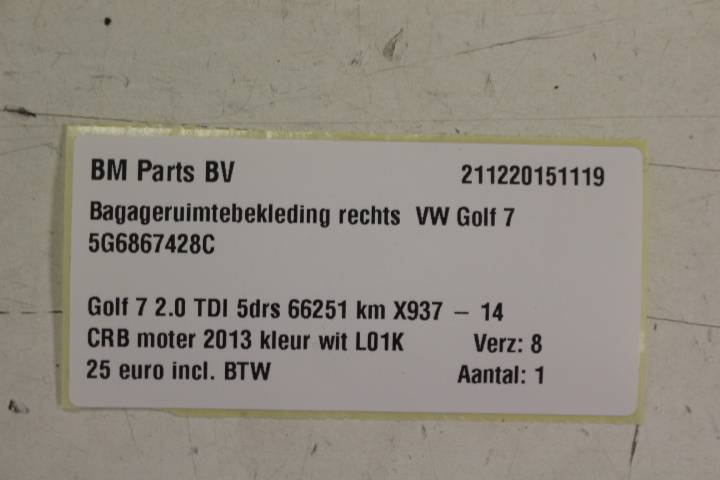 BM Parts BV 211220151119
Bagageruimtebekleding rechts VW Golf 7
5G6867428C
Golf 7 2.0 TDI 5drs 66251 km X937 – 14
CRB moter 2013 kleur wit L01K Verz: 8
25 euro incl. BTW Aantal: 1